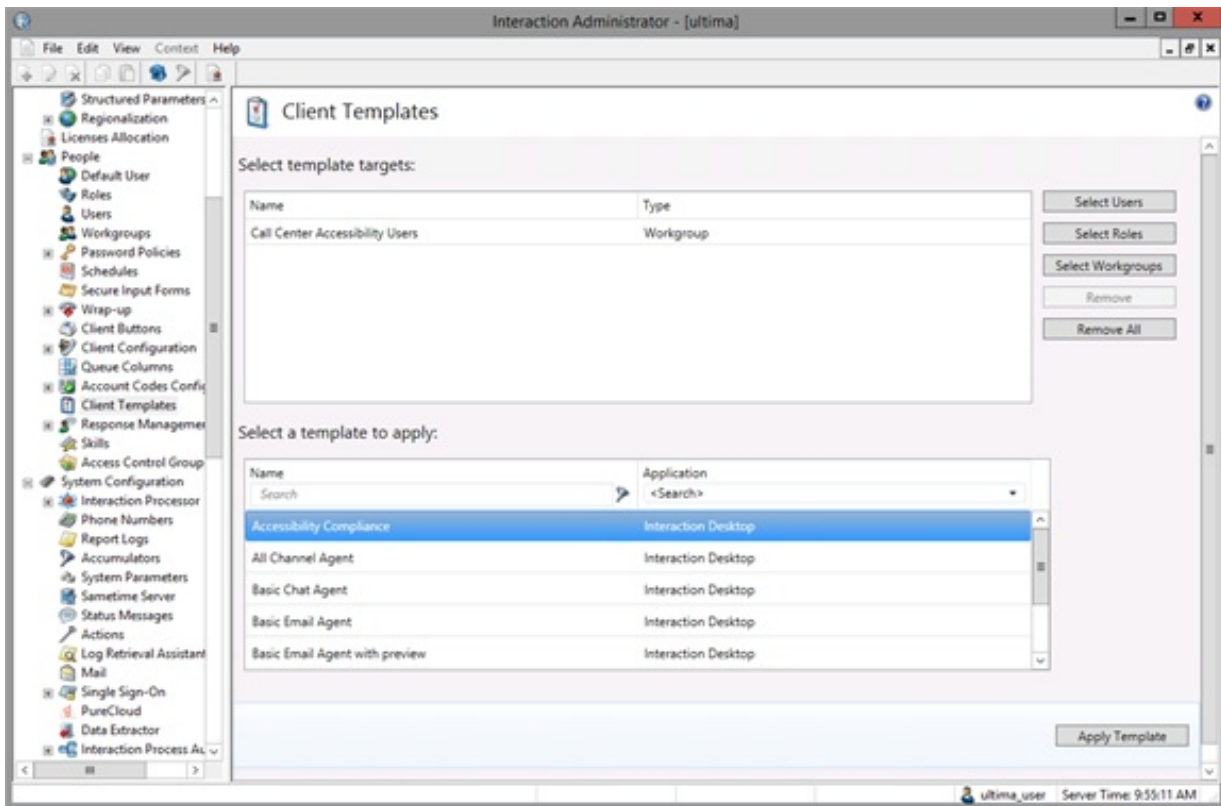 Interaction Administrator - [ultima]
File Edit View Context Help
Structured Parameters
Regionalization
Licenses Allocation
People
Default User
Roles
Users
Workgroups
Password Policies
Schedules
Secure Input Forms
Wrap-up
Client Buttons
Client Configuration
Queue Columns
Account Codes Config
Client Templates
Response Managemen
Skills
Access Control Group
System Configuration
Interaction Processor
Phone Numbers
Report Logs
Accumulators
System Parameters
Sametime Server
Status Messages
Actions
Log Retrieval Assistant
Mail
Single Sign-On
PureCloud
Data Extractor
Interaction Process Au
Client Templates
Select template targets:
Name Type
Call Center Accessibility Users Workgroup
Select Users
Select Roles
Select Workgroups
Remove
Remove All
Select a template to apply:
Name Application
Search <Search>
Accessibility Compliance Interaction Desktop
All Channel Agent Interaction Desktop
Basic Chat Agent Interaction Desktop
Basic Email Agent Interaction Desktop
Basic Email Agent with preview Interaction Desktop
Apply Template
ultima_user Server Time: 9:55:11 AM